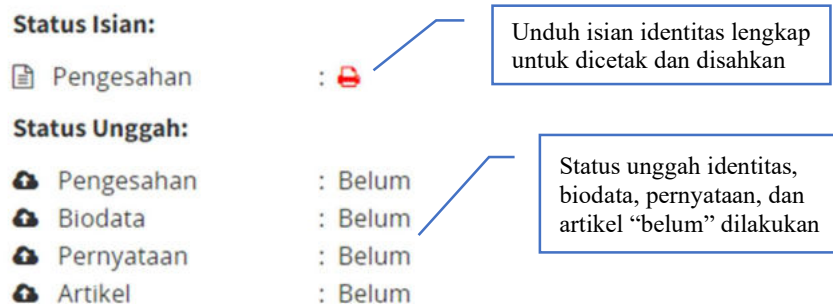 Status Isian:
Pengesahan : 
Status Unggah:
Pengesahan : Belum
Biodata : Belum
Pernyataan : Belum
Artikel : Belum
Unduh isian identitas lengkap
untuk dicetak dan disahkan
Status unggah identitas,
biodata, pernyataan, dan
artikel “belum” dilakukan